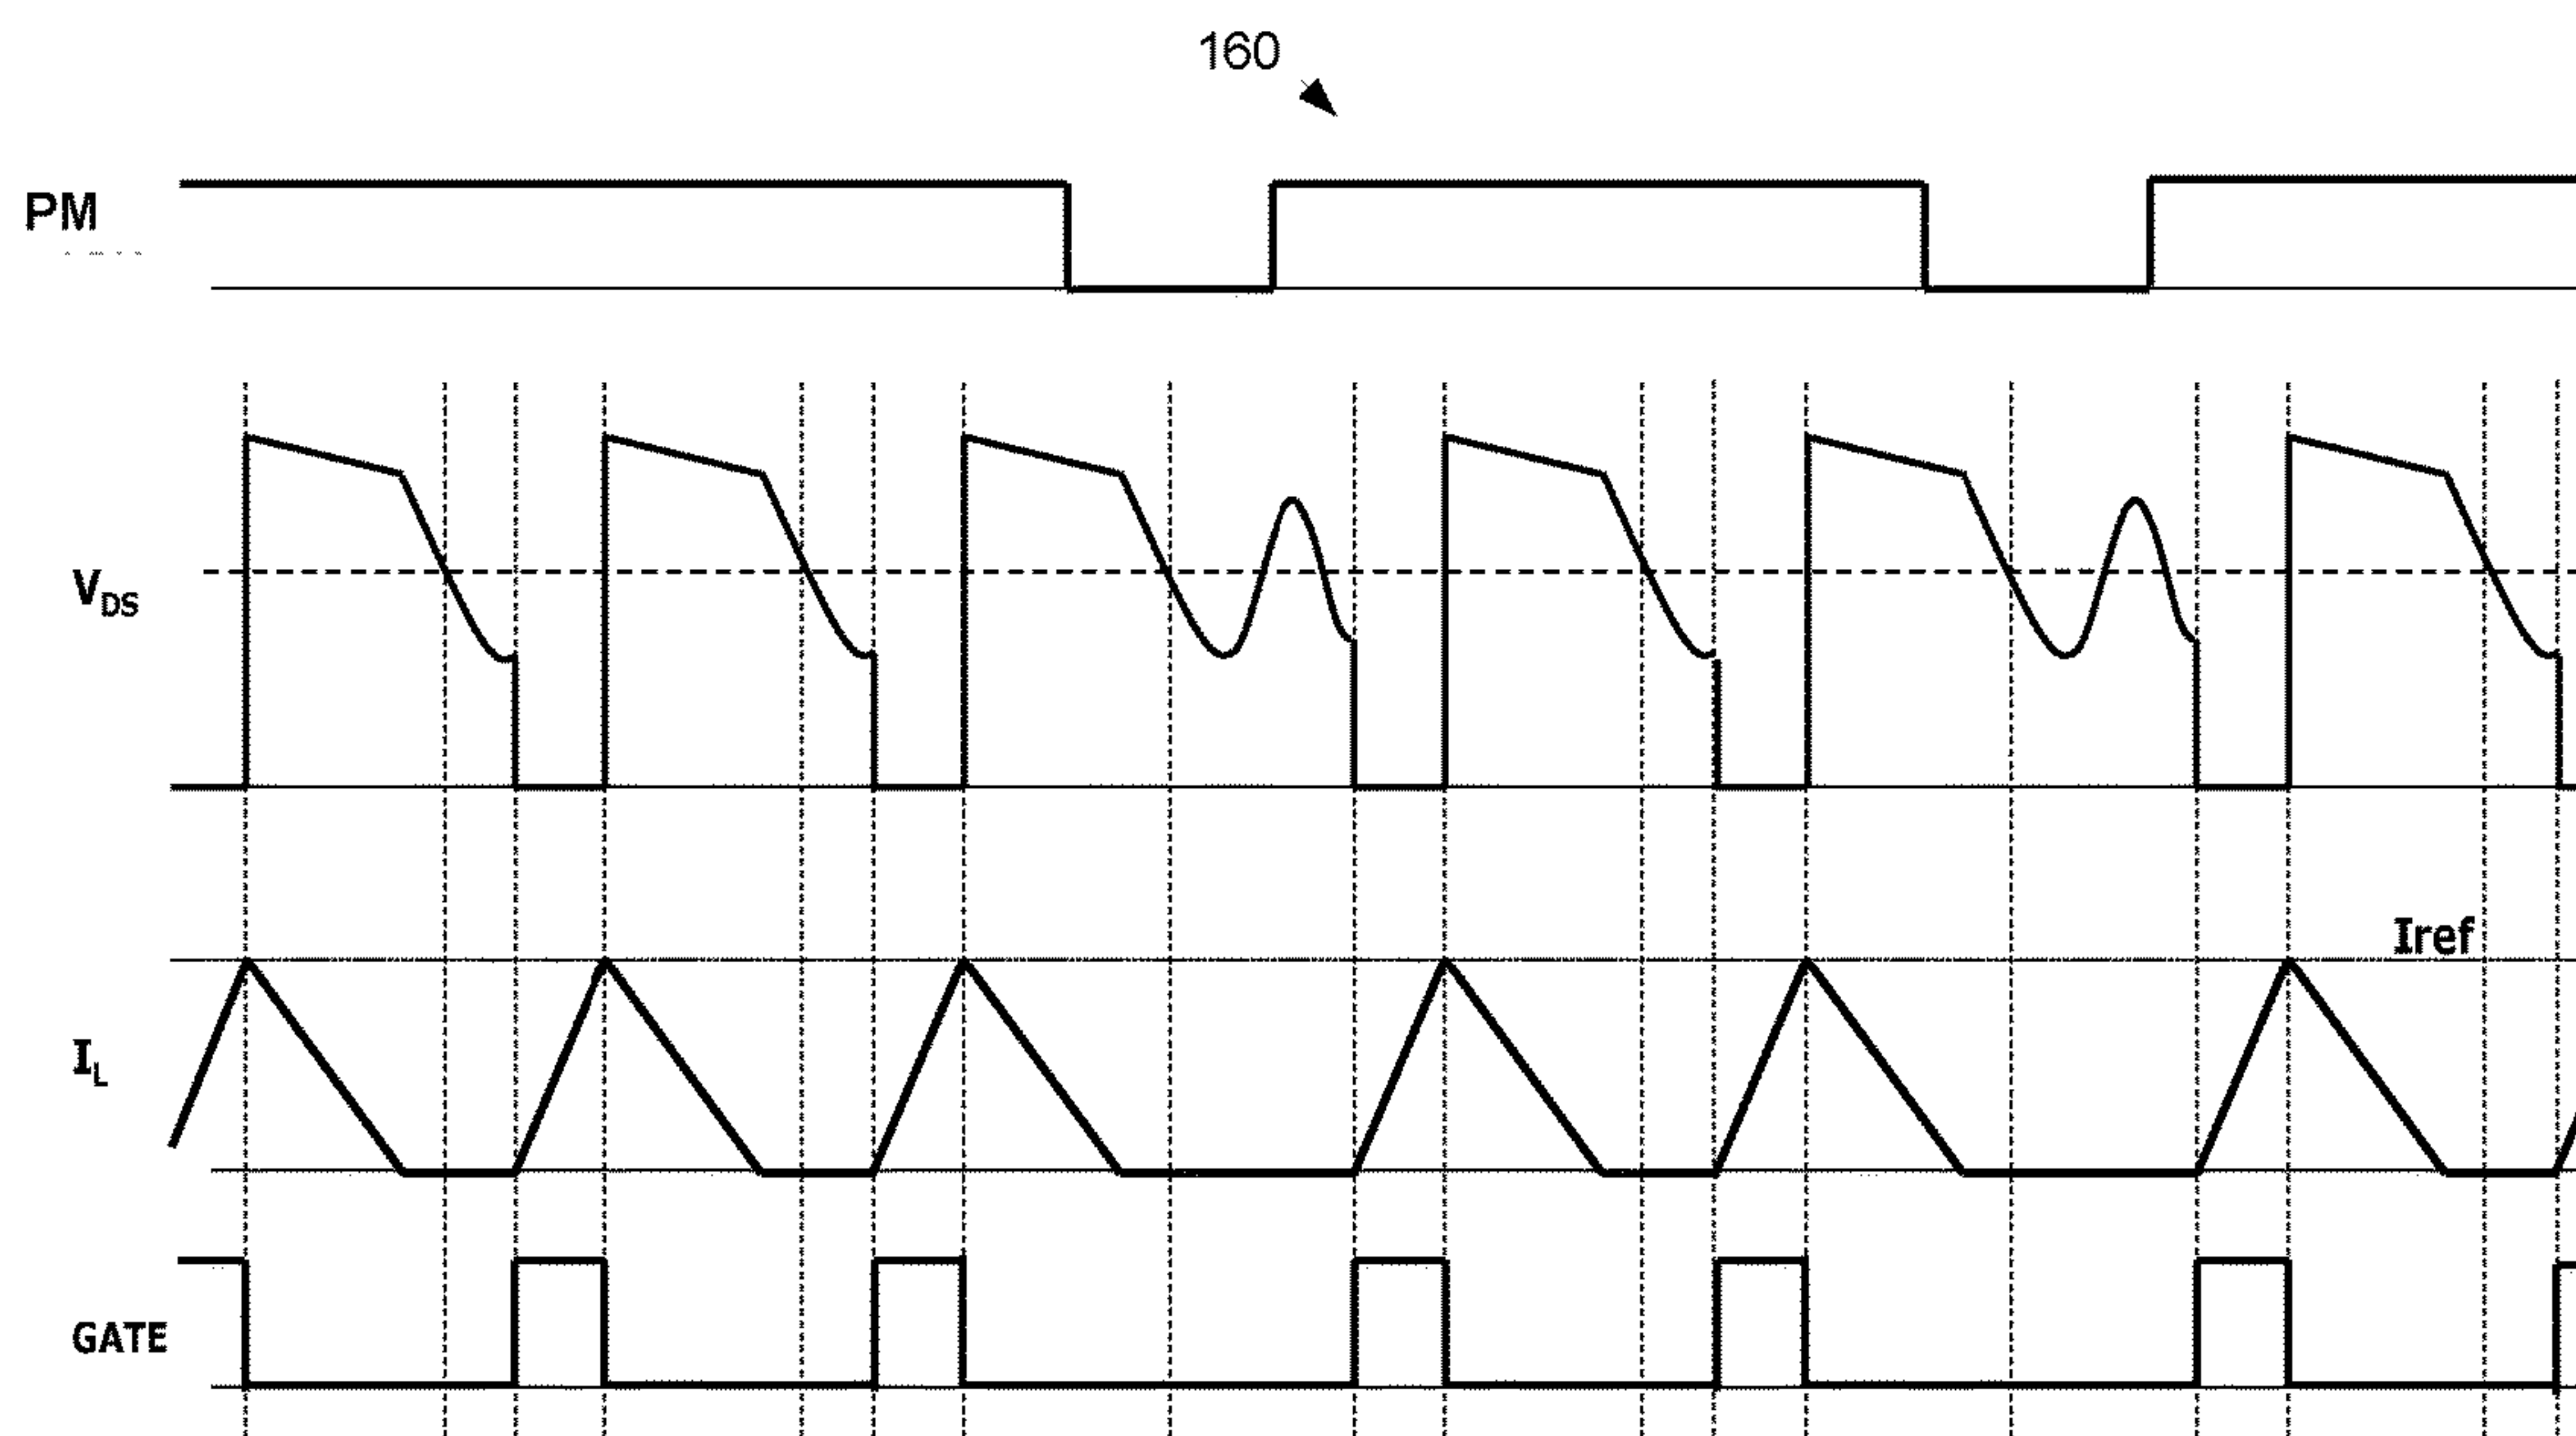 160
PM
VDS
Iref
IL
GATE